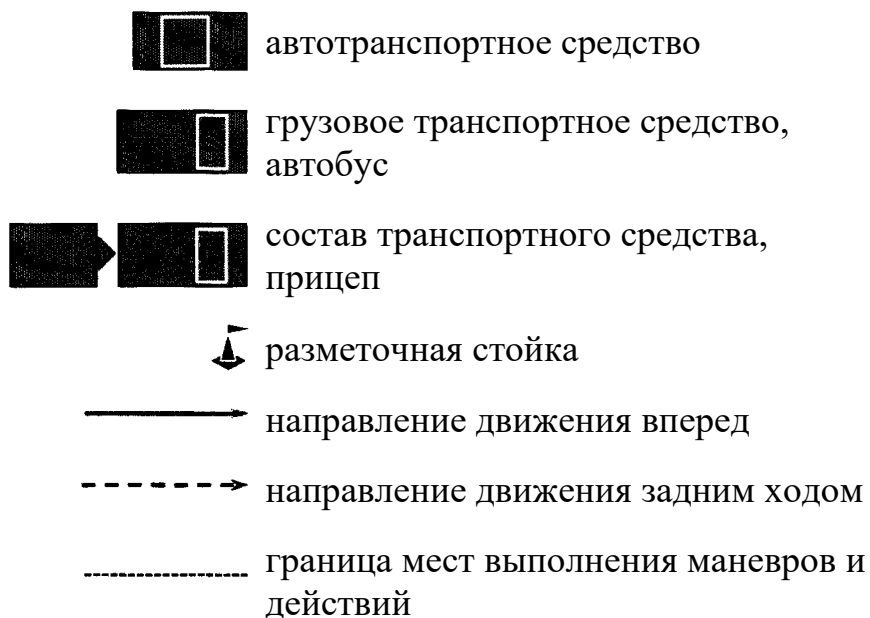 автотранспортное средство
грузовое транспортное средство,
автобус
состав транспортного средства,
прицеп
разметочная стойка
направление движения вперед
направление движения задним ходом
граница мест выполнения маневров и
действий